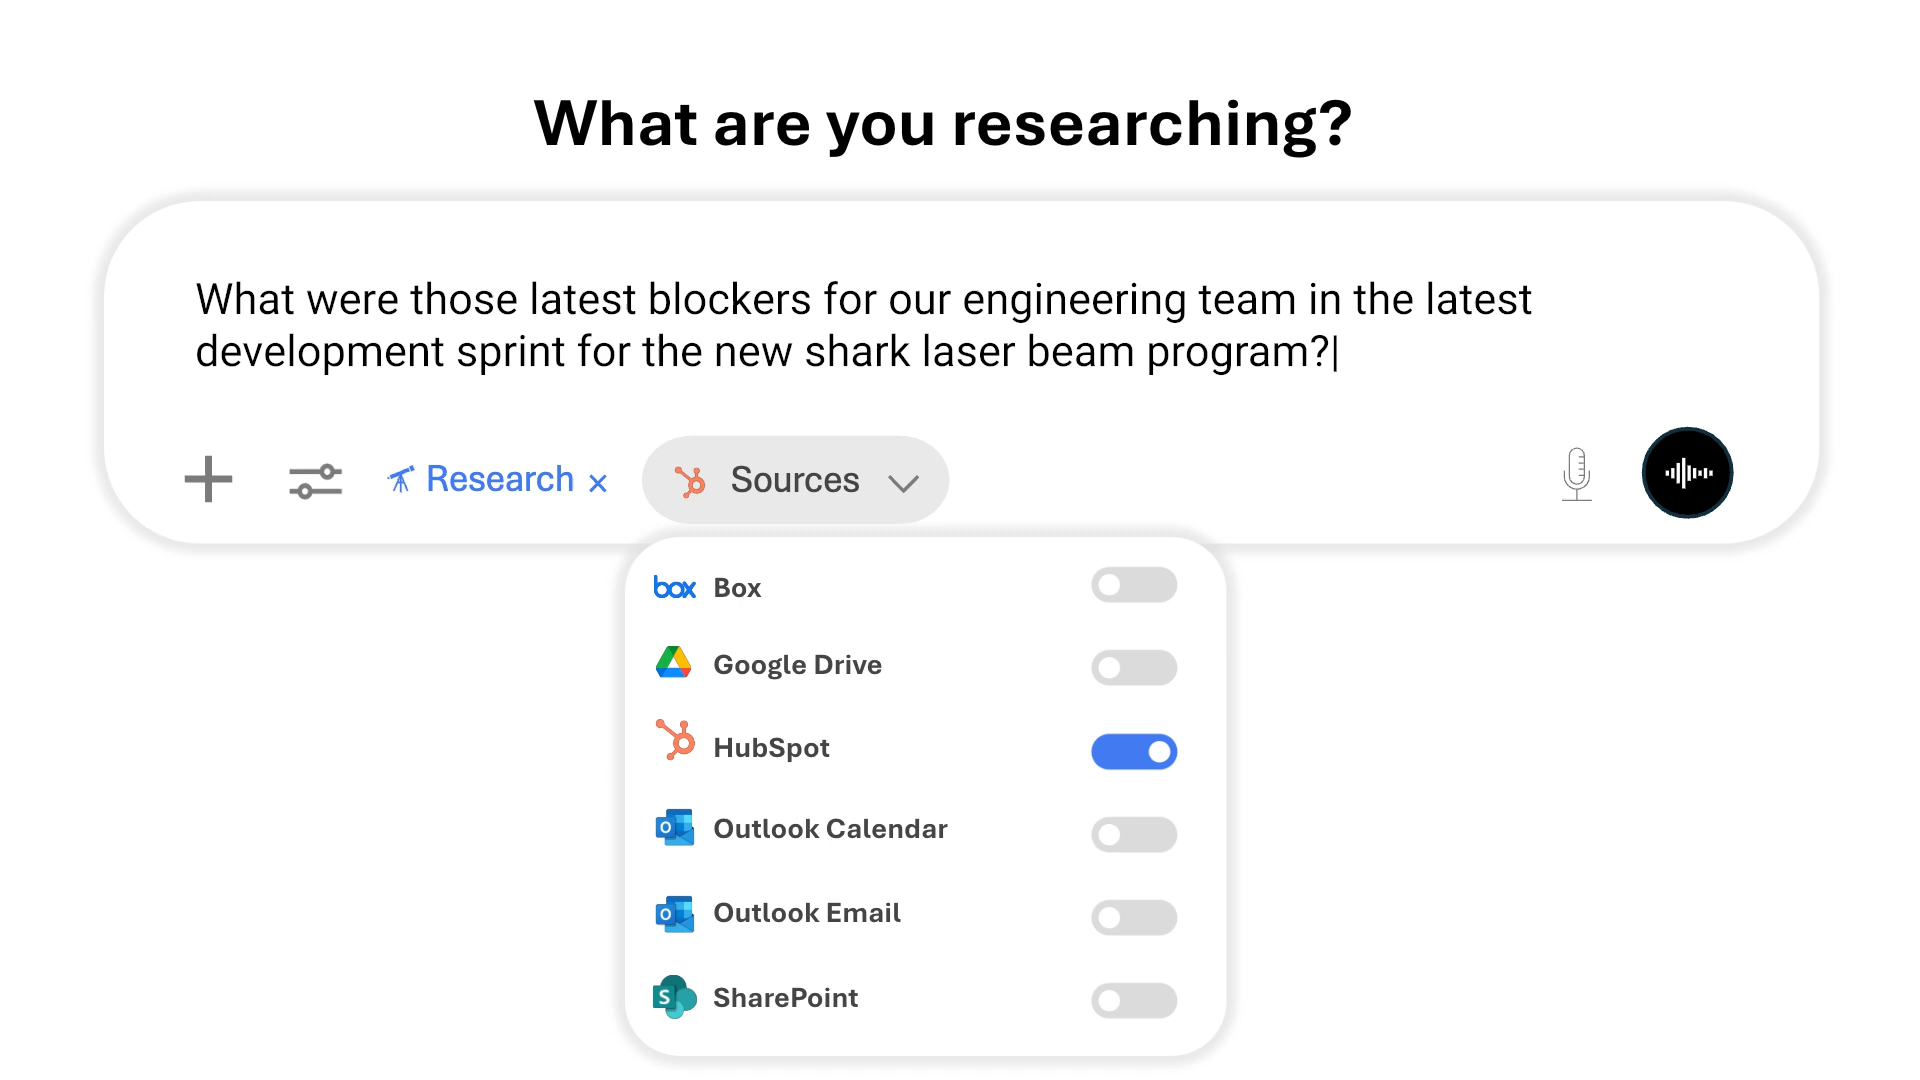 What are you researching?
What were those latest blockers for our engineering team in the latest
development sprint for the new shark laser beam program?|
Research × Sources
box Box
Google Drive
HubSpot
O Outlook Calendar
O Outlook Email
S SharePoint